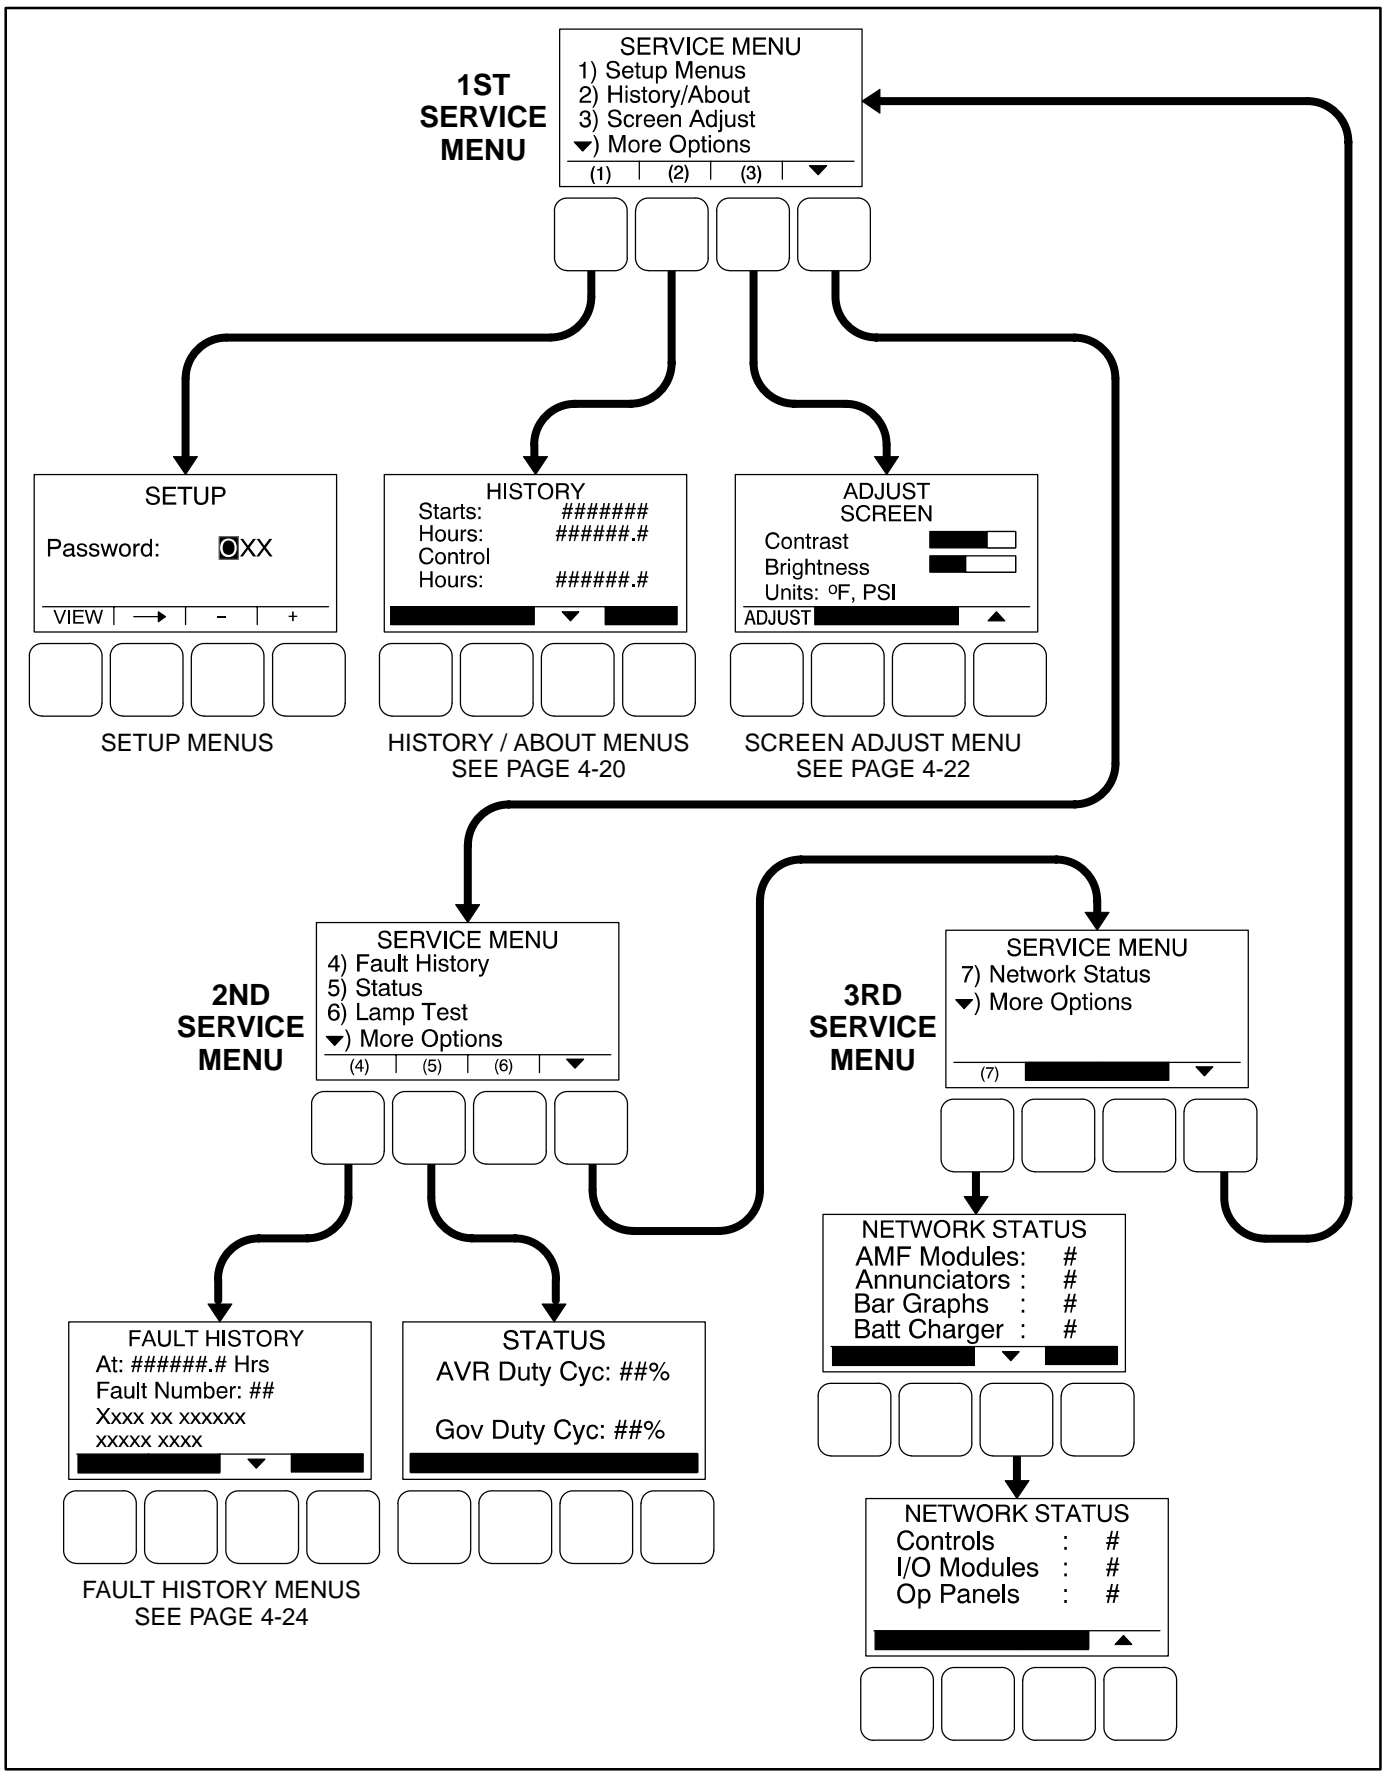 1ST
SERVICE
MENU
SERVICE MENU
1) Setup Menus
2) History/About
3) Screen Adjust
▼) More Options
(1) (2) (3) ▼
SETUP
Password: 0XX
VIEW → - +
SETUP MENUS
HISTORY
Starts: #######
Hours: ######.#
Control
Hours: ######.#
▼
HISTORY / ABOUT MENUS
SEE PAGE 4-20
ADJUST
SCREEN
Contrast
Brightness
Units: ºF, PSI
ADJUST ▲
SCREEN ADJUST MENU
SEE PAGE 4-22
2ND
SERVICE
MENU
SERVICE MENU
4) Fault History
5) Status
6) Lamp Test
▼) More Options
(4) (5) (6) ▼
3RD
SERVICE
MENU
SERVICE MENU
7) Network Status
▼) More Options
(7) ▼
FAULT HISTORY
At: ######.# Hrs
Fault Number: ##
Xxxx xx xxxxxx
xxxxx xxxx
▼
FAULT HISTORY MENUS
SEE PAGE 4-24
STATUS
AVR Duty Cyc: ##%
Gov Duty Cyc: ##%
NETWORK STATUS
AMF Modules: #
Annunciators : #
Bar Graphs : #
Batt Charger : #
▼
NETWORK STATUS
Controls : #
I/O Modules : #
Op Panels : #
▲